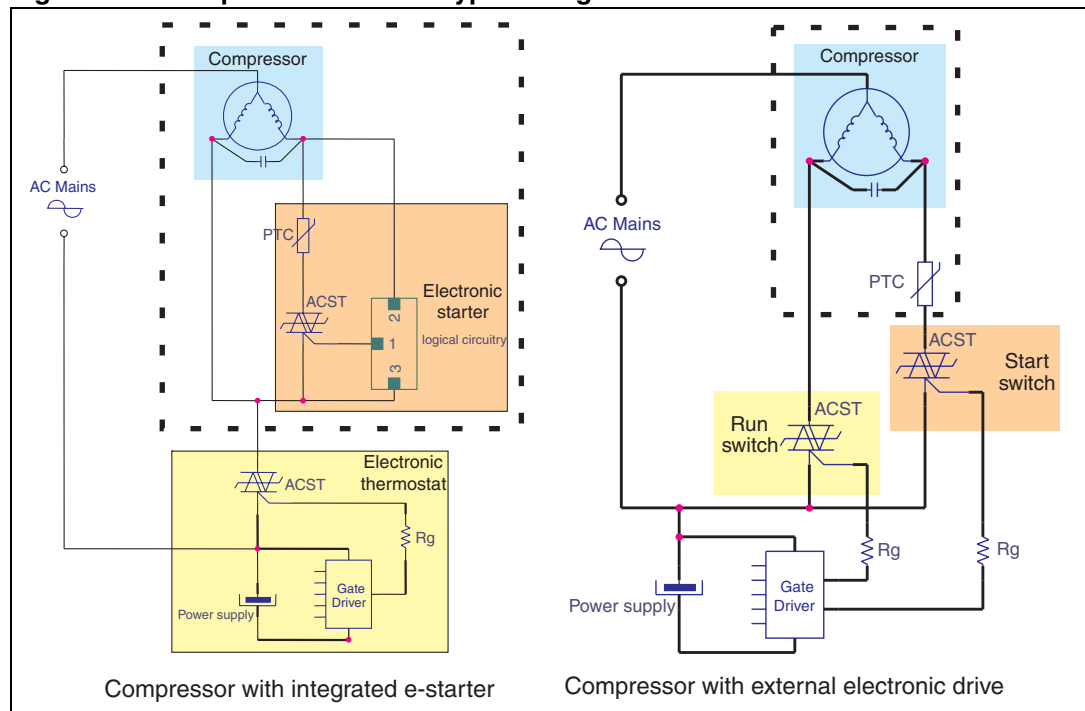 Compressor
AC Mains
PTC
ACST
Electronic
starter
logical circuitry
2
1
3
Electronic
thermostat
ACST
Rg
Gate
Driver
Power supply
Compressor with integrated e-starter
Compressor
AC Mains
PTC
ACST
Start
switch
ACST
Run
switch
Rg
Rg
Gate
Driver
Power supply
Compressor with external electronic drive